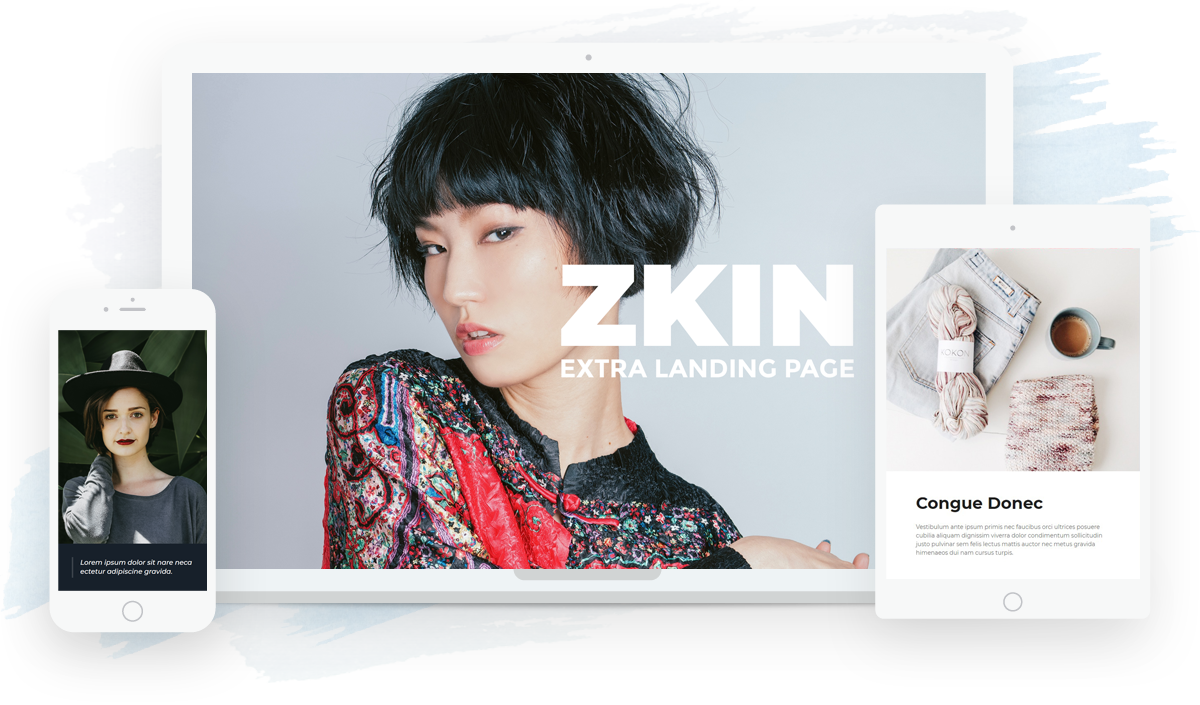 ZKIN
EXTRA LANDING PAGE
KOKON
Lorem ipsum dolor sit nare neca
ectetur adipiscine gravida.
Congue Donec
Vestibulum ante ipsum primis nec faucibus orci ultrices posuere
cubilia aliquam dignissim viverra dolor condimentum sollicitudin
justo pulvinar sem felis lectus mattis auctor nec metus gravida
himenaeos dui nam cursus turpis.